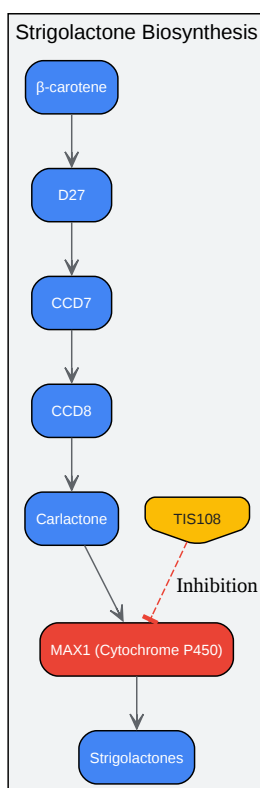 Strigolactone Biosynthesis
β-carotene
D27
CCD7
CCD8
Carlactone
TIS108
Inhibition
MAX1 (Cytochrome P450)
Strigolactones